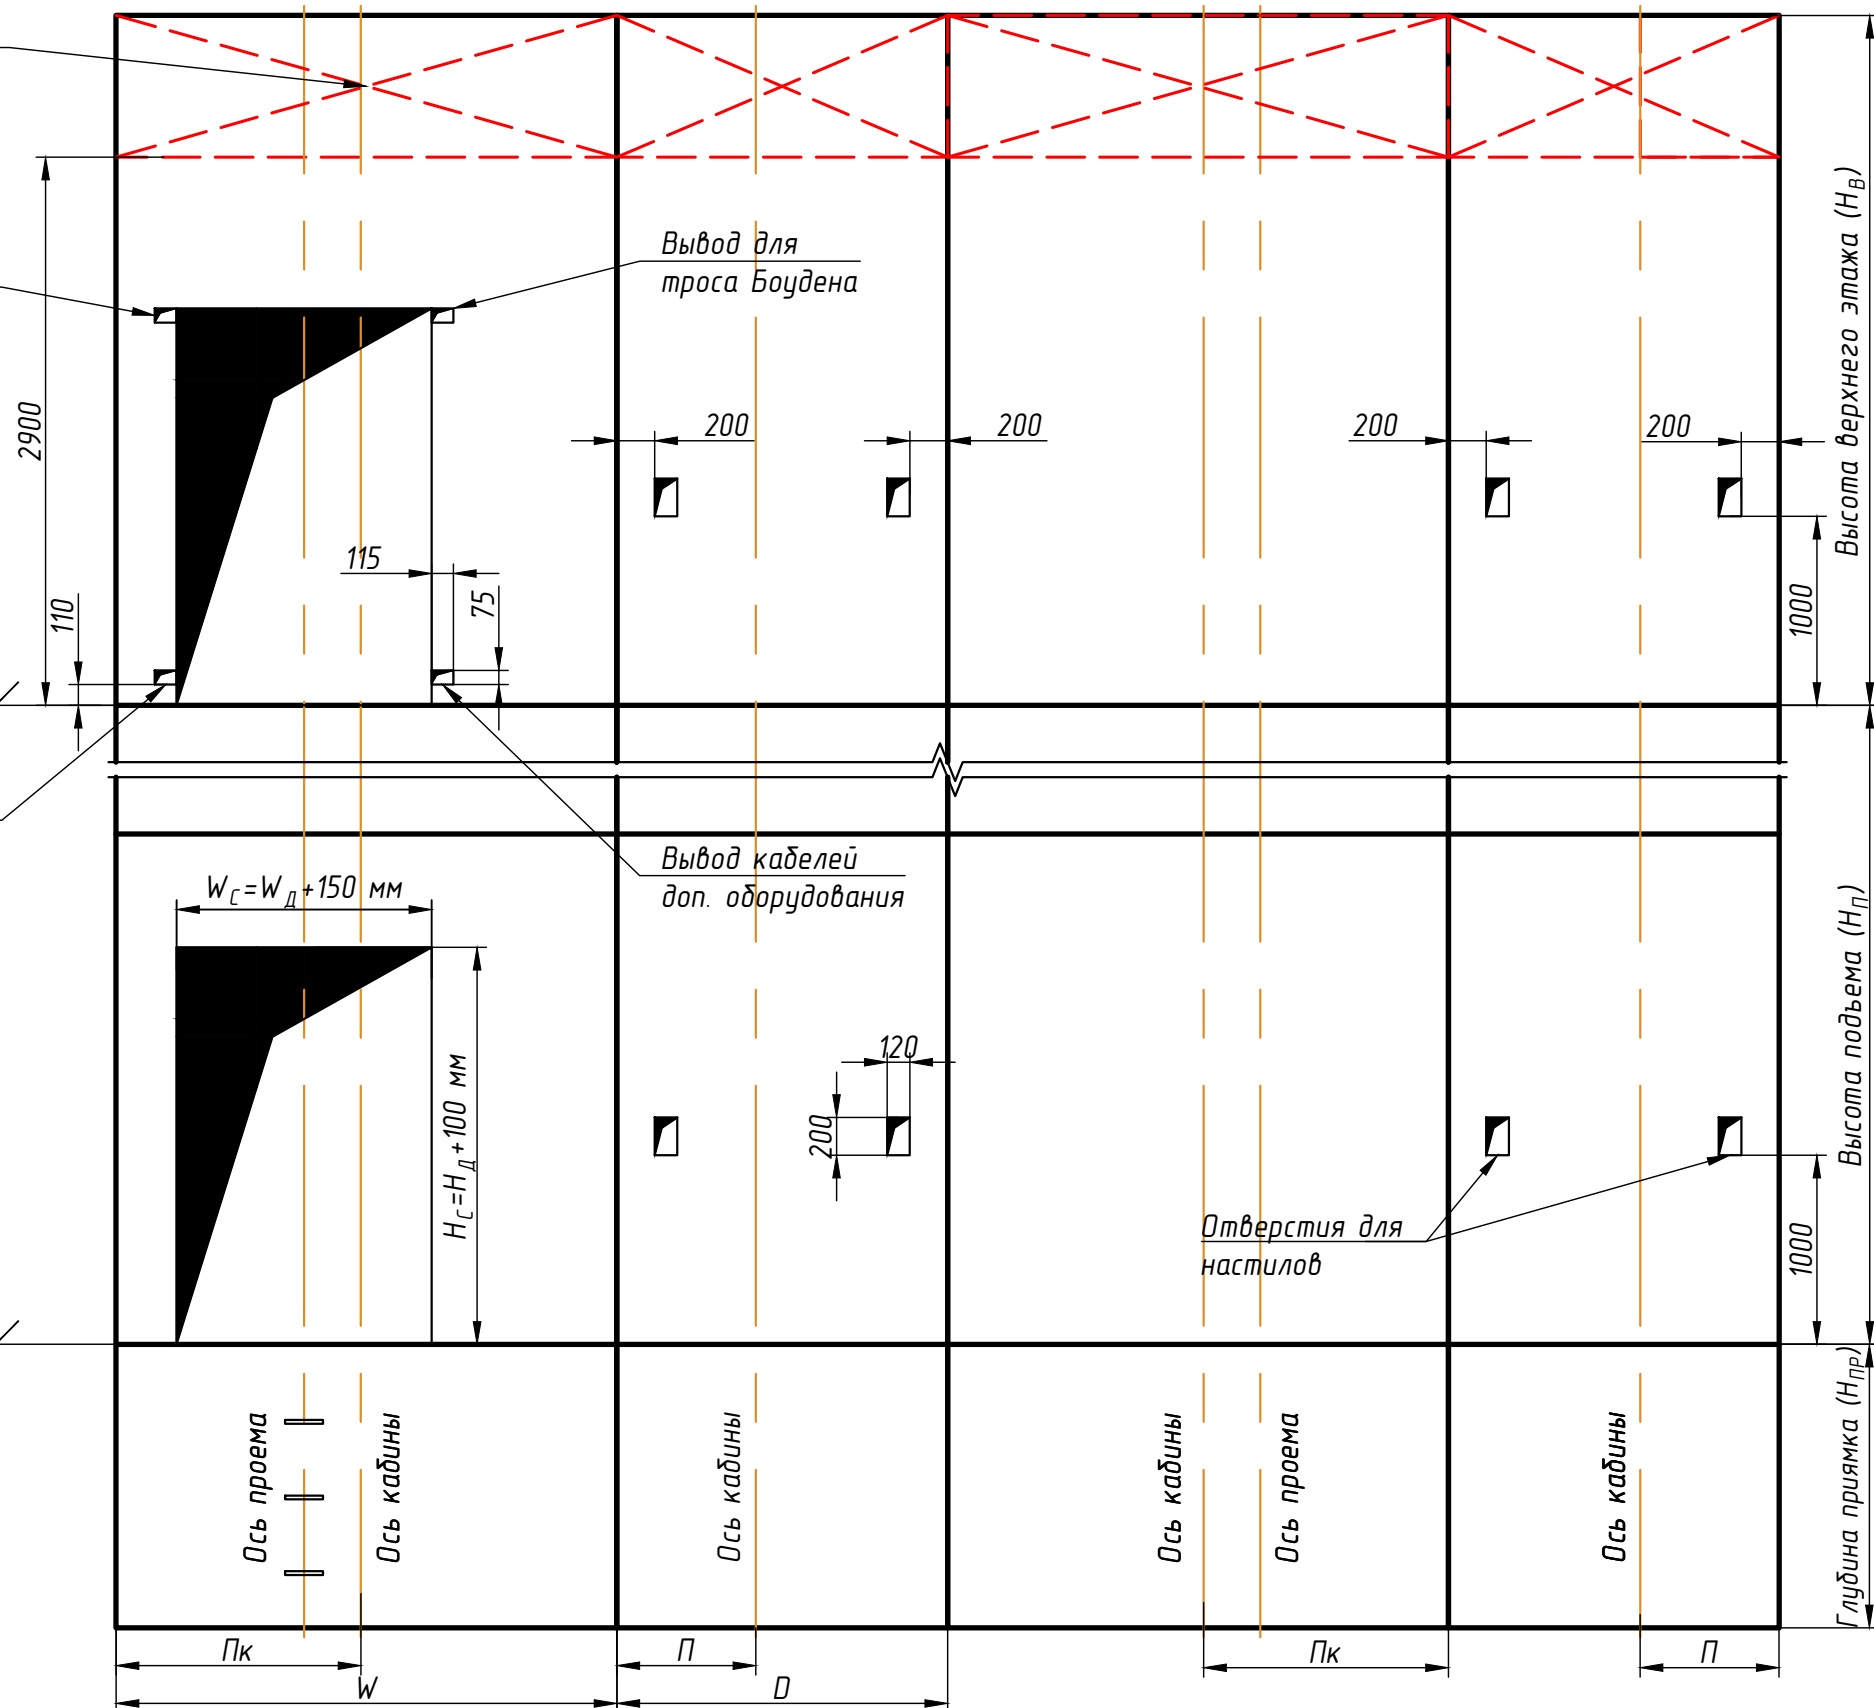 Вывод для
троса Боудена
Высота верхнего этажа (HВ)
2900
200
200
200
200
115
75
110
1000
Вывод кабелей
доп. оборудования
WС=WД+150 мм
HС=HД+100 мм
120
200
Высота подъема (HП)
Отверстия для
настилов
1000
Ось проема
Ось кабины
Ось кабины
Ось кабины
Ось проема
Ось кабины
Глубина приямка (HПР)
Пк
П
Пк
П
W
D